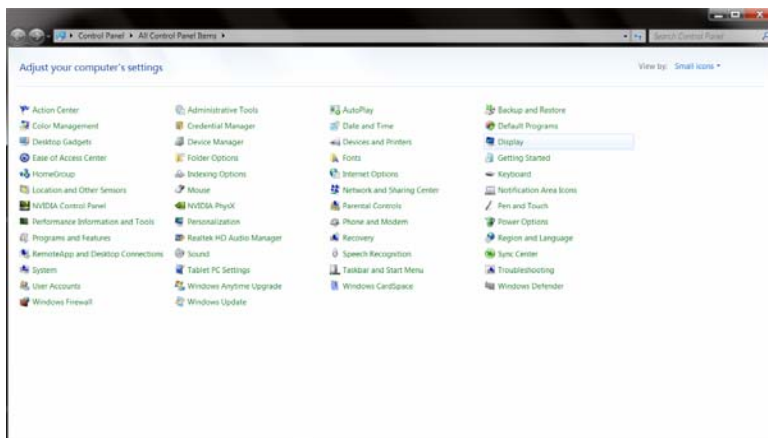 Control Panel All Control Panel Items
Search Control Panel
Adjust your computer's settings
View by: Small icons
Action Center Administrative Tools AutoPlay Backup and Restore
Color Management Credential Manager Date and Time Default Programs
Desktop Gadgets Device Manager Devices and Printers Display
Ease of Access Center Folder Options Fonts Getting Started
HomeGroup Indexing Options Internet Options Keyboard
Location and Other Sensors Mouse Network and Sharing Center Notification Area Icons
NVIDIA Control Panel NVIDIA PhysX Parental Controls Pen and Touch
Performance Information and Tools Personalization Phone and Modem Power Options
Programs and Features Realtek HD Audio Manager Recovery Region and Language
RemoteApp and Desktop Connections Sound Speech Recognition Sync Center
System Tablet PC Settings Taskbar and Start Menu Troubleshooting
User Accounts Windows Anytime Upgrade Windows CardSpace Windows Defender
Windows Firewall Windows Update